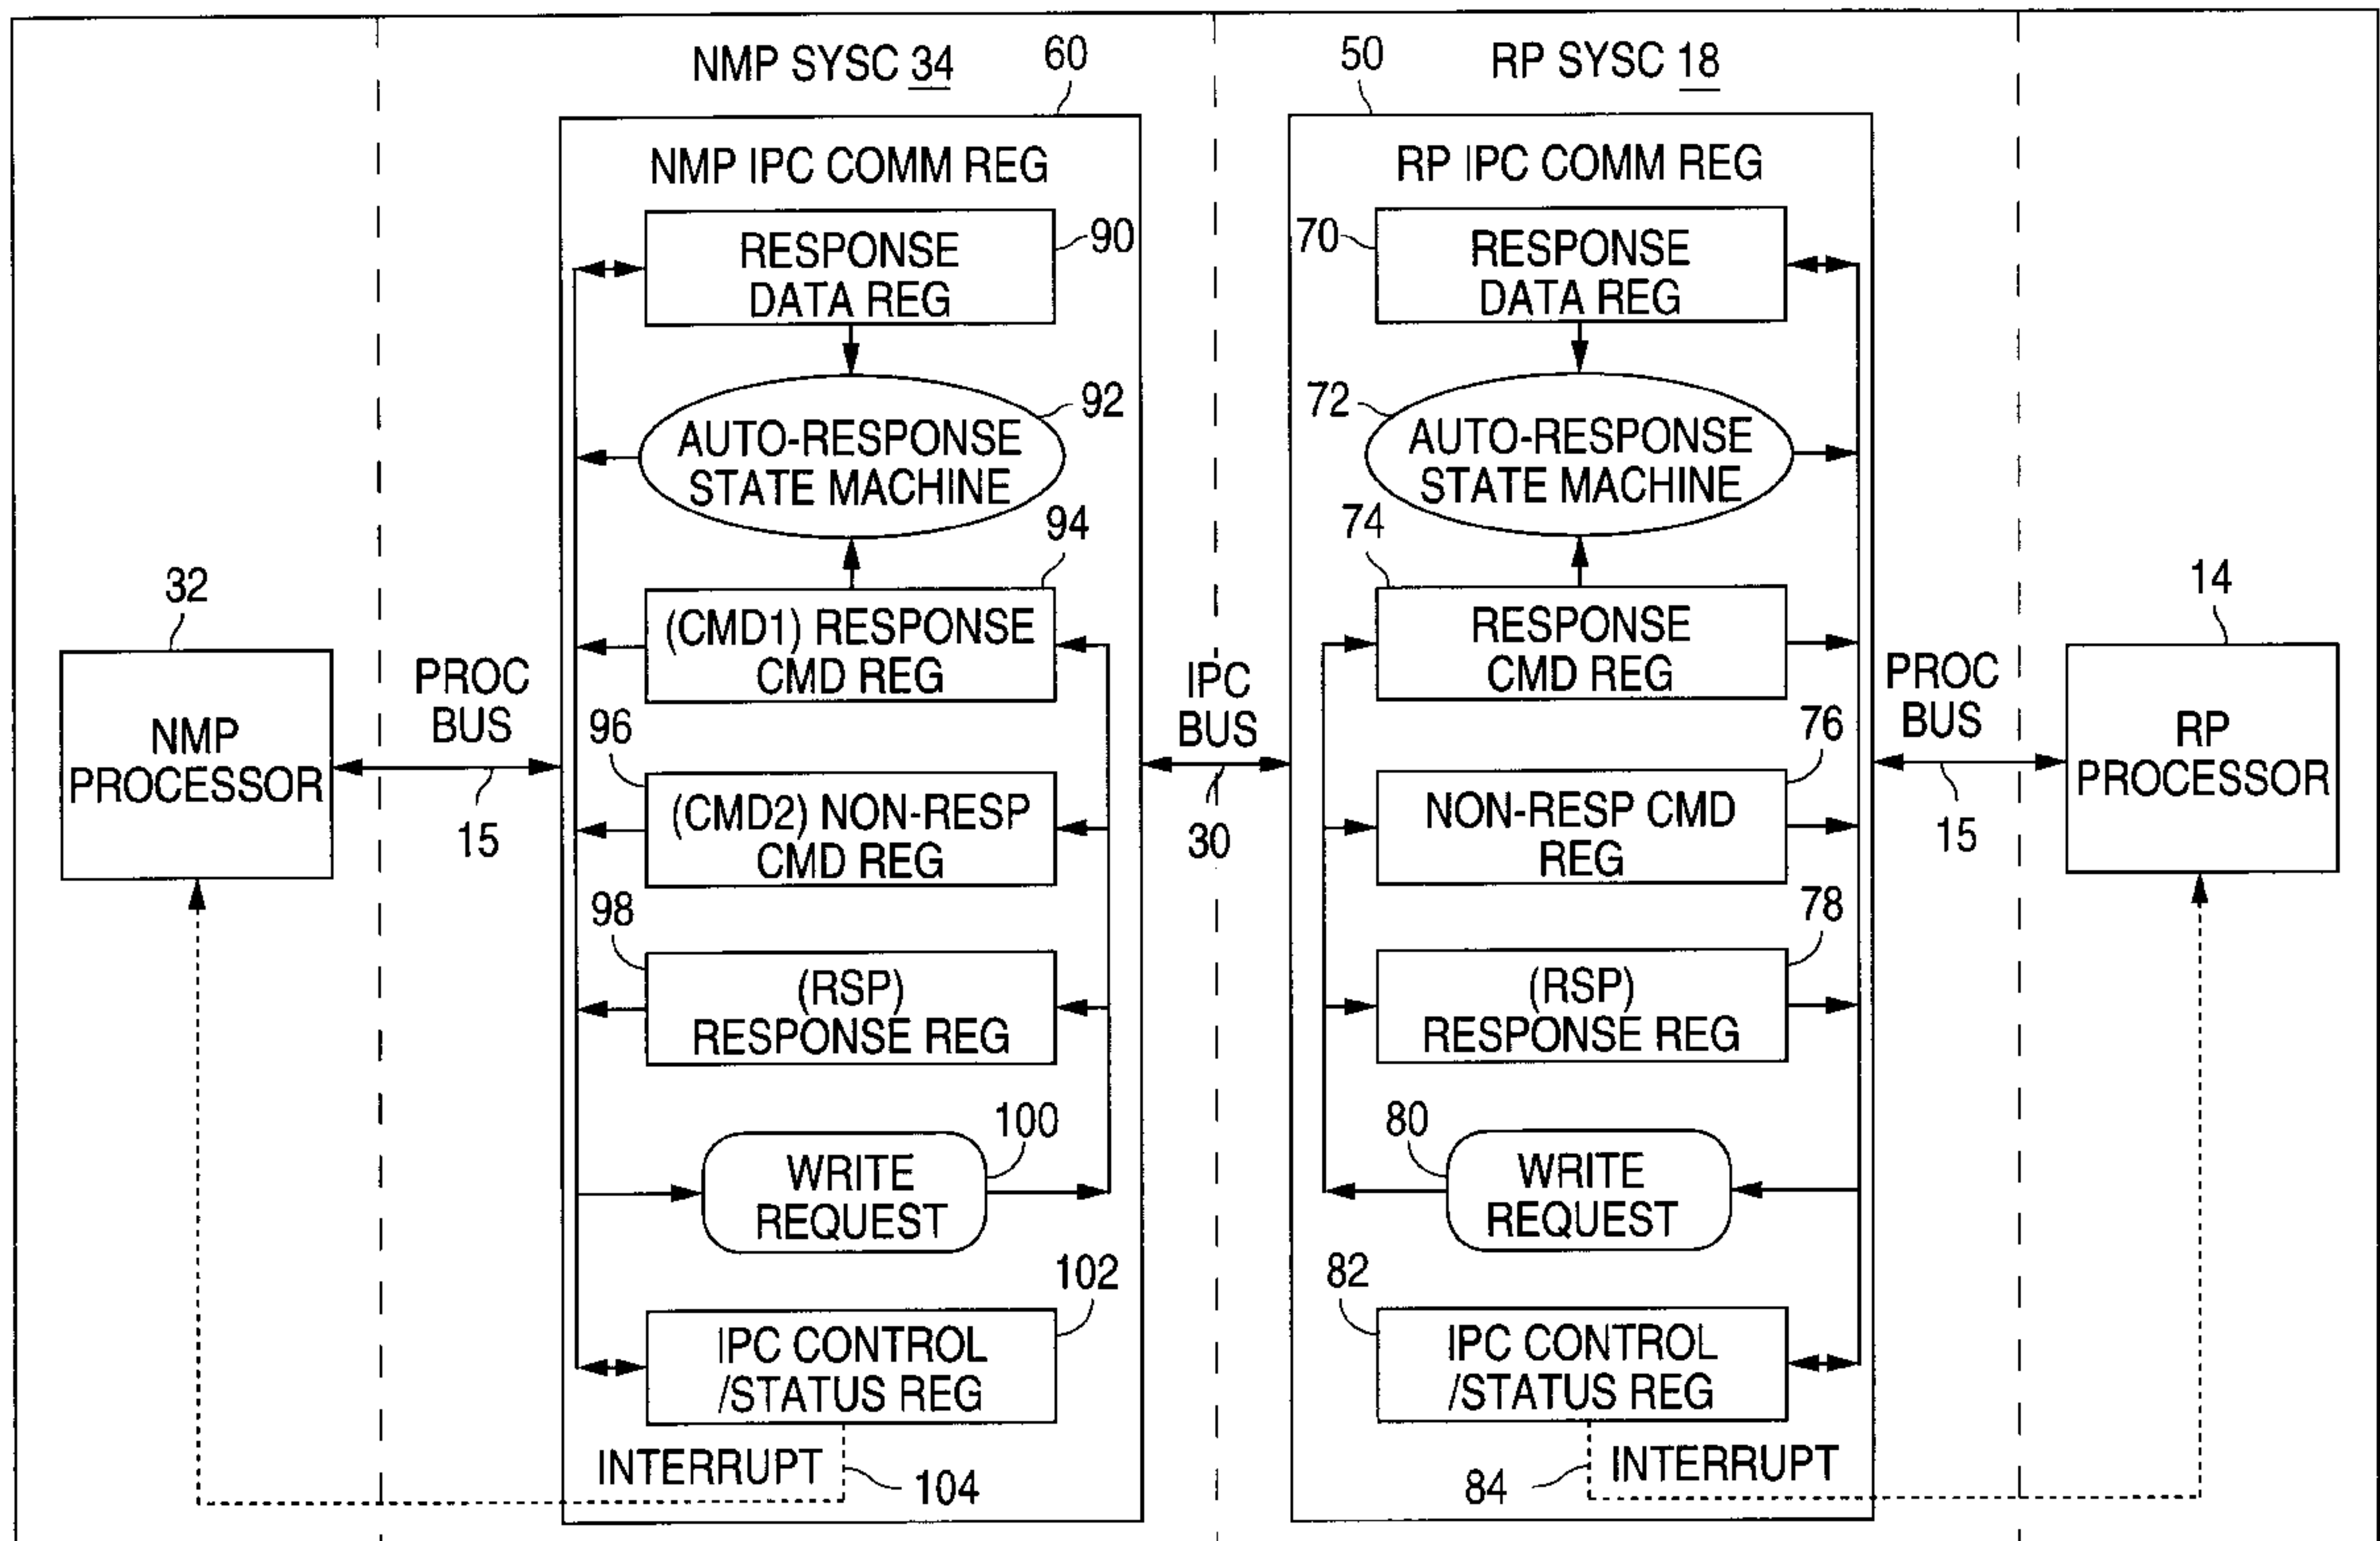 NMP SYSC 34
60
50
RP SYSC 18
NMP IPC COMM REG
RESPONSE
DATA REG
90
AUTO-RESPONSE
STATE MACHINE
92
94
(CMD1) RESPONSE
CMD REG
96
(CMD2) NON-RESP
CMD REG
98
(RSP)
RESPONSE REG
100
WRITE
REQUEST
102
IPC CONTROL
/STATUS REG
INTERRUPT
104
32
NMP
PROCESSOR
PROC
BUS
15
IPC
BUS
30
RP IPC COMM REG
70
RESPONSE
DATA REG
72
AUTO-RESPONSE
STATE MACHINE
74
RESPONSE
CMD REG
76
NON-RESP CMD
REG
78
(RSP)
RESPONSE REG
80
WRITE
REQUEST
82
IPC CONTROL
/STATUS REG
84
INTERRUPT
PROC
BUS
15
14
RP
PROCESSOR